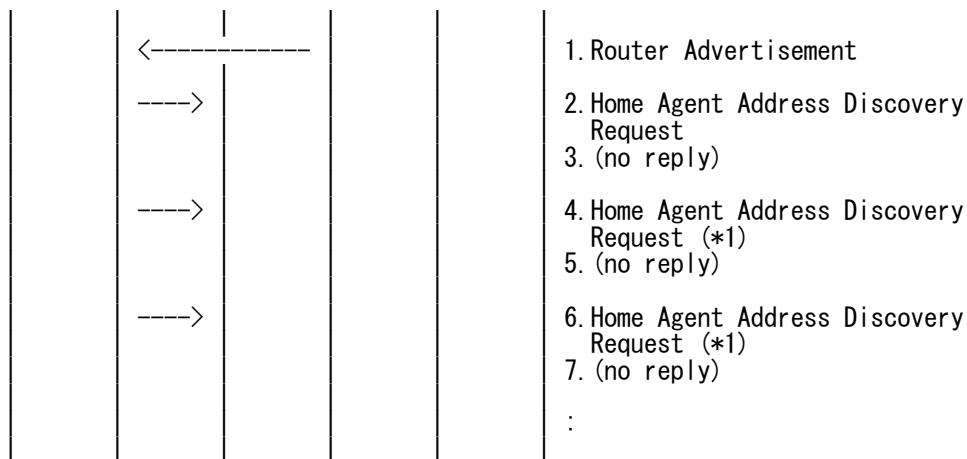 1.Router Advertisement
2.Home Agent Address Discovery
Request
3.(no reply)
4.Home Agent Address Discovery
Request (*1)
5.(no reply)
6.Home Agent Address Discovery
Request (*1)
7.(no reply)
: